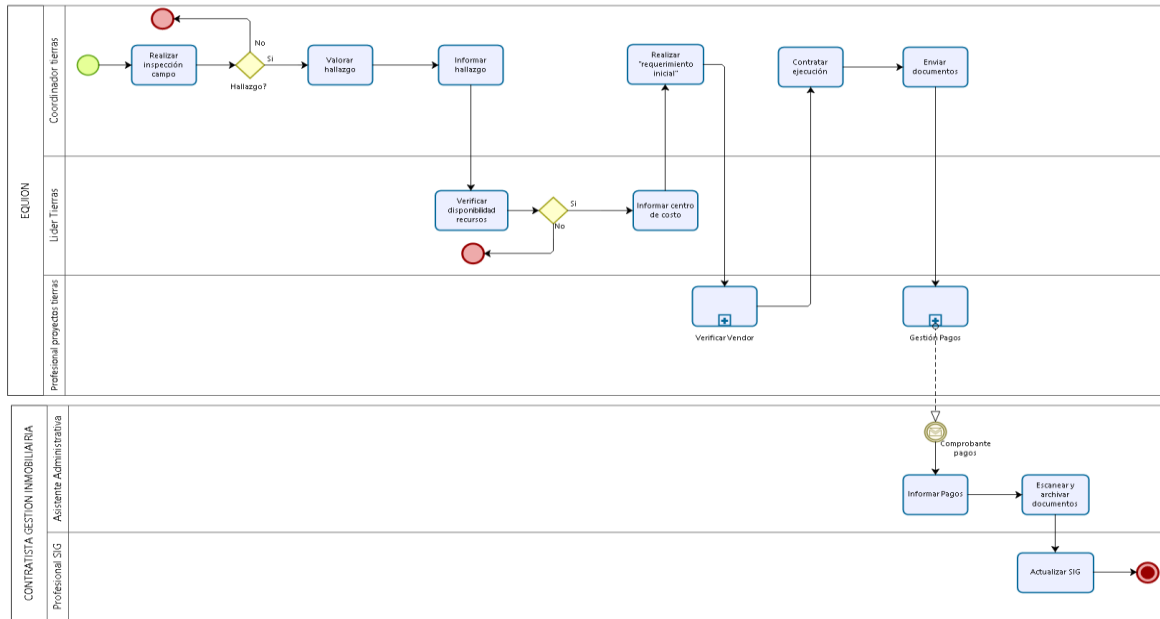 EQUION
Coordinador tierras
Realizar
inspección
campo
No
Si
Hallazgo?
Valorar
hallazgo
Informar
hallazgo
Realizar
"requerimiento
inicial"
Contratar
ejecución
Enviar
documentos
Lider Tierras
Verificar
disponibilidad
recursos
Si
No
Informar centro
de costo
Profesional proyectos tierras
Verificar Vendor
Gestión Pagos
CONTRATISTA GESTION INMOBILIAIRIA
Asistente Administrativa
Comprobante
pagos
Informar Pagos
Escanear y
archivar
documentos
Profesional SIG
Actualizar SIG